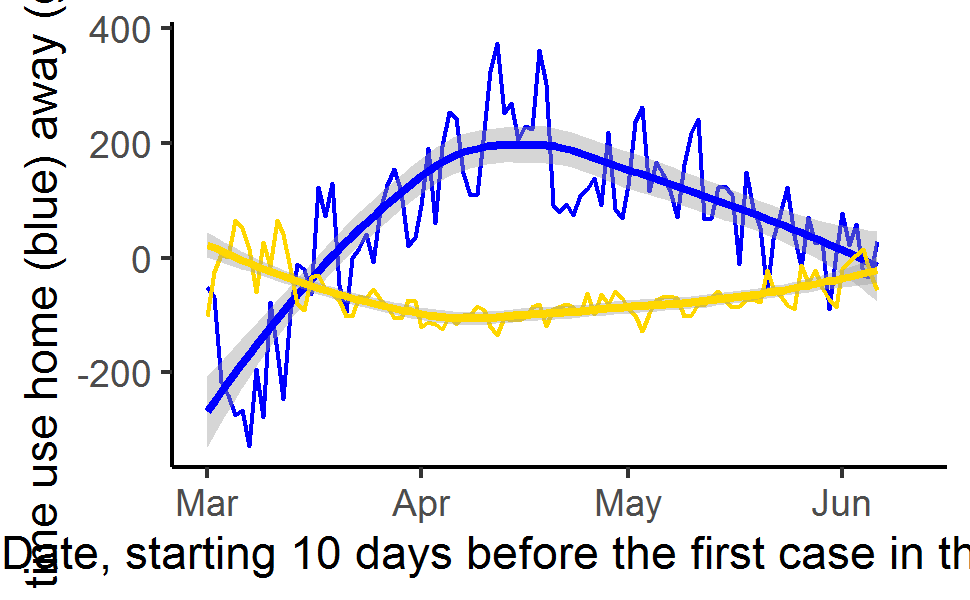 time use home (blue) away (g
400
200
0
-200
Mar Apr May Jun
Date, starting 10 days before the first case in th